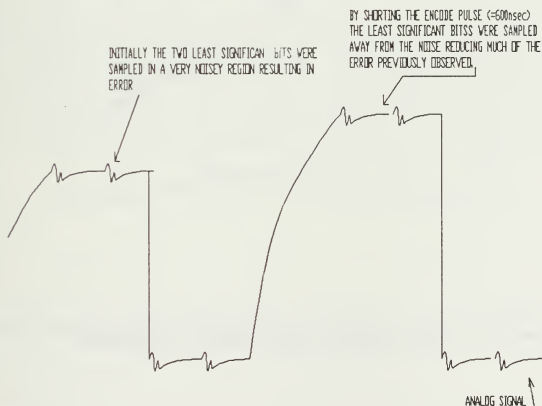 BY SHORTING THE ENCODE PULSE (=600nsec)
THE LEAST SIGNIFICANT BITSS WERE SAMPLED
AWAY FROM THE NOISE REDUCING MUCH OF THE
ERROR PREVIOUSLY OBSERVED.
INITIALLY THE TWO LEAST SIGNIFICAN BITS WERE
SAMPLED IN A VERY NOISEY REGION RESULTING IN
ERROR
ANALOG SIGNAL